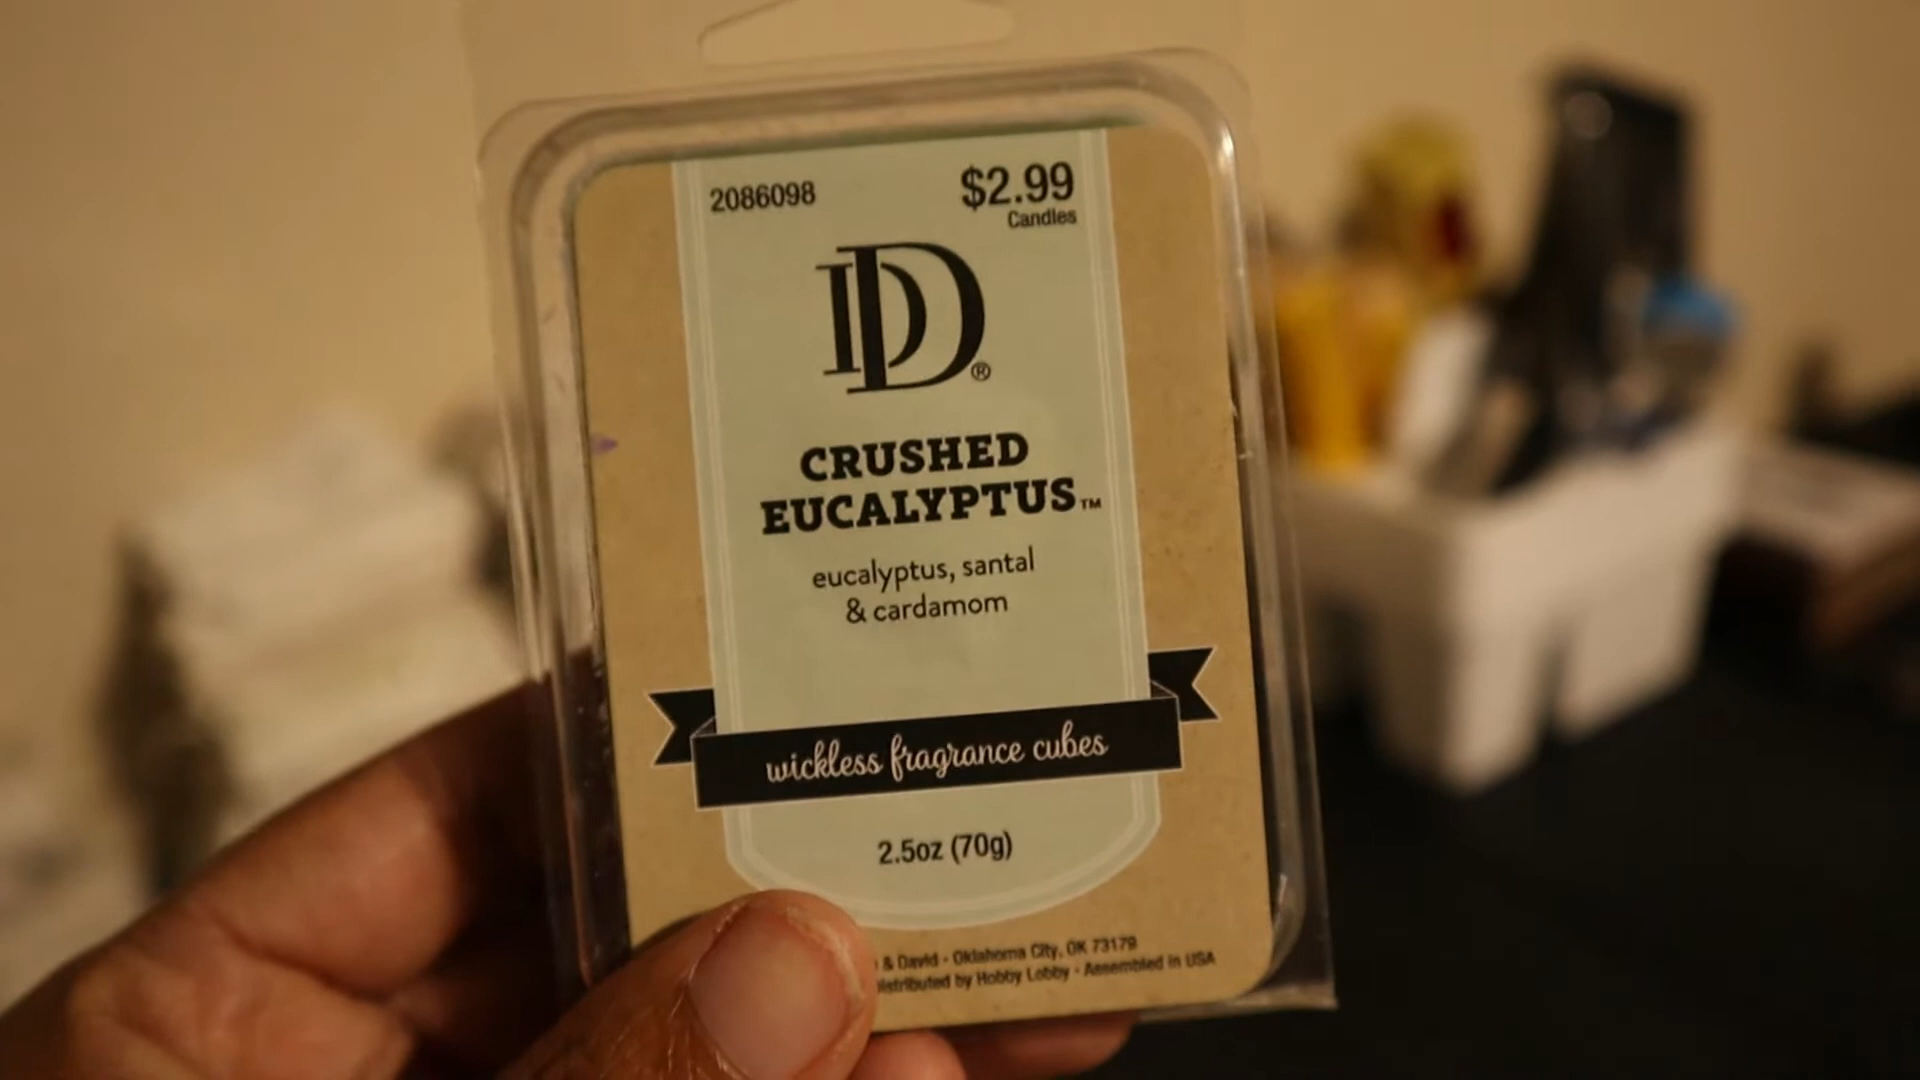 2086098 $2.99
Candles
DD®
CRUSHED
EUCALYPTUS™
eucalyptus, santal
& cardamom
wickless fragrance cubes
2.5oz (70g)
& David - Oklahoma City, OK 73179
by Hobby Lobby - Assembled in USA